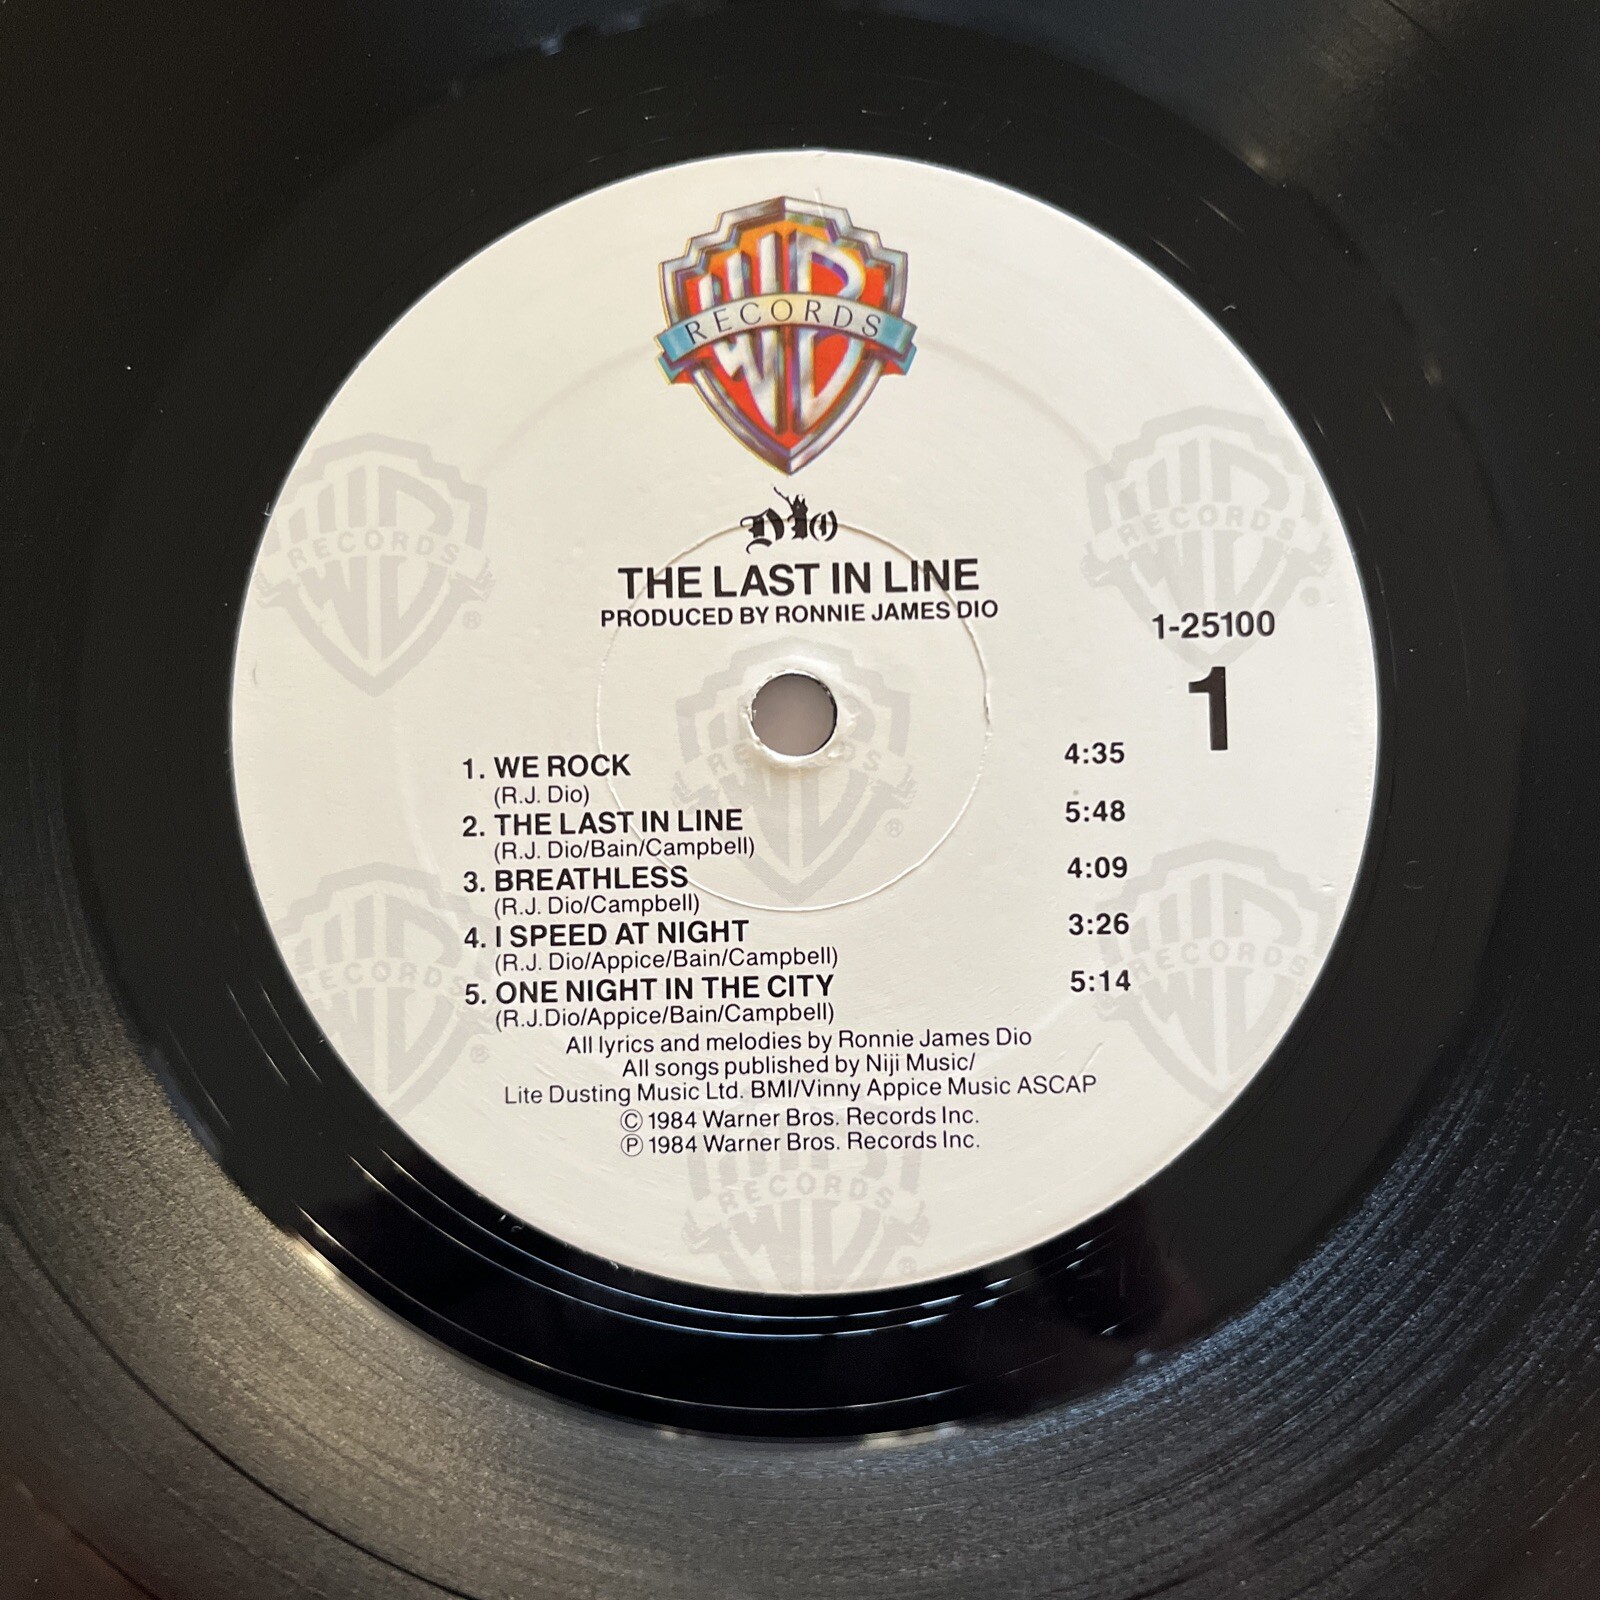 WB
RECORDS
Dio
THE LAST IN LINE
PRODUCED BY RONNIE JAMES DIO
1-25100
1
1. WE ROCK 4:35
(R.J. Dio)
2. THE LAST IN LINE 5:48
(R.J. Dio/Bain/Campbell)
3. BREATHLESS 4:09
(R.J. Dio/Campbell)
4. I SPEED AT NIGHT 3:26
(R.J. Dio/Appice/Bain/Campbell)
5. ONE NIGHT IN THE CITY 5:14
(R.J.Dio/Appice/Bain/Campbell)
All lyrics and melodies by Ronnie James Dio
All songs published by Niji Music/
Lite Dusting Music Ltd. BMI/Vinny Appice Music ASCAP
Ⓒ 1984 Warner Bros. Records Inc.
Ⓟ 1984 Warner Bros. Records Inc.